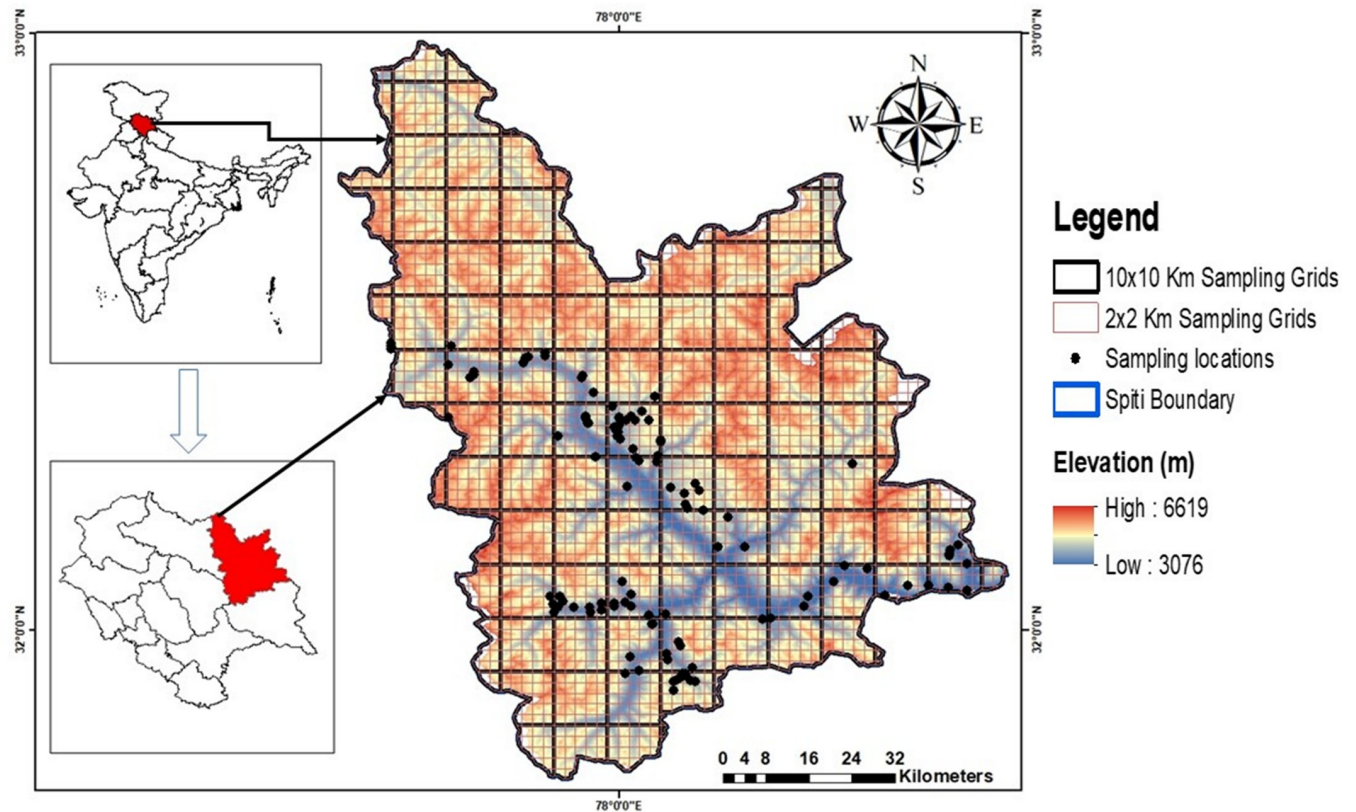 78°0'0"E
33°0'0"N
33°0'0"N
N
W
E
S
Legend
10x10 Km Sampling Grids
2x2 Km Sampling Grids
Sampling locations
Spiti Boundary
Elevation (m)
High : 6619
Low : 3076
32°0'0"N
32°0'0"N
0 4 8 16 24 32
Kilometers
78°0'0"E